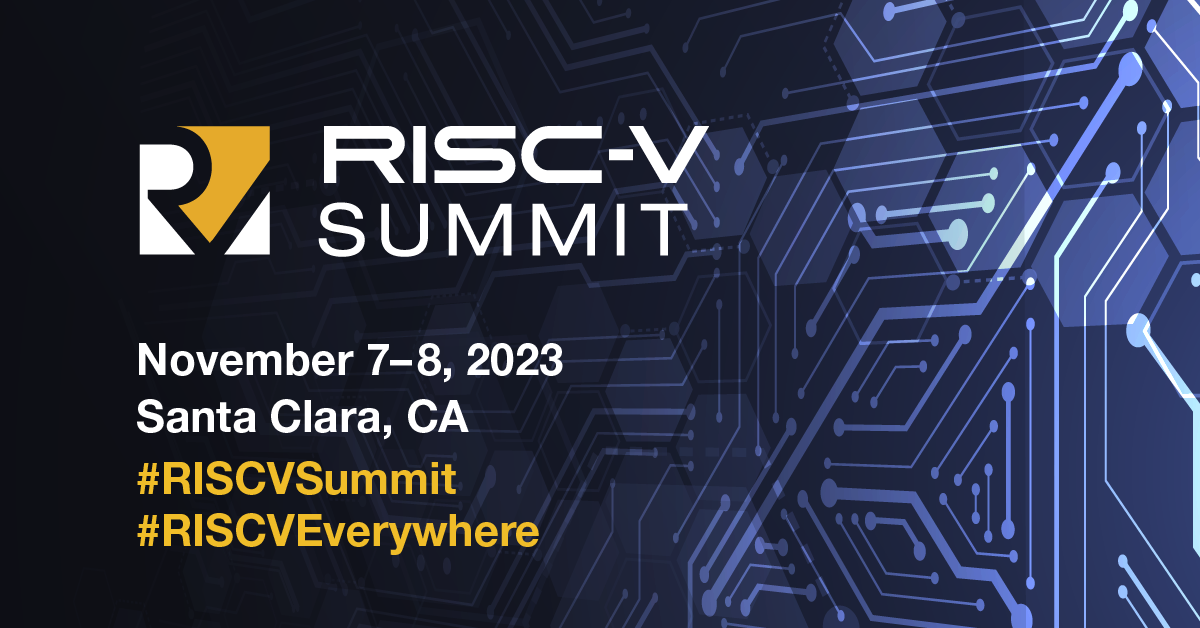 RISC-V
SUMMIT
November 7–8, 2023
Santa Clara, CA
#RISCVSummit
#RISCVEverywhere